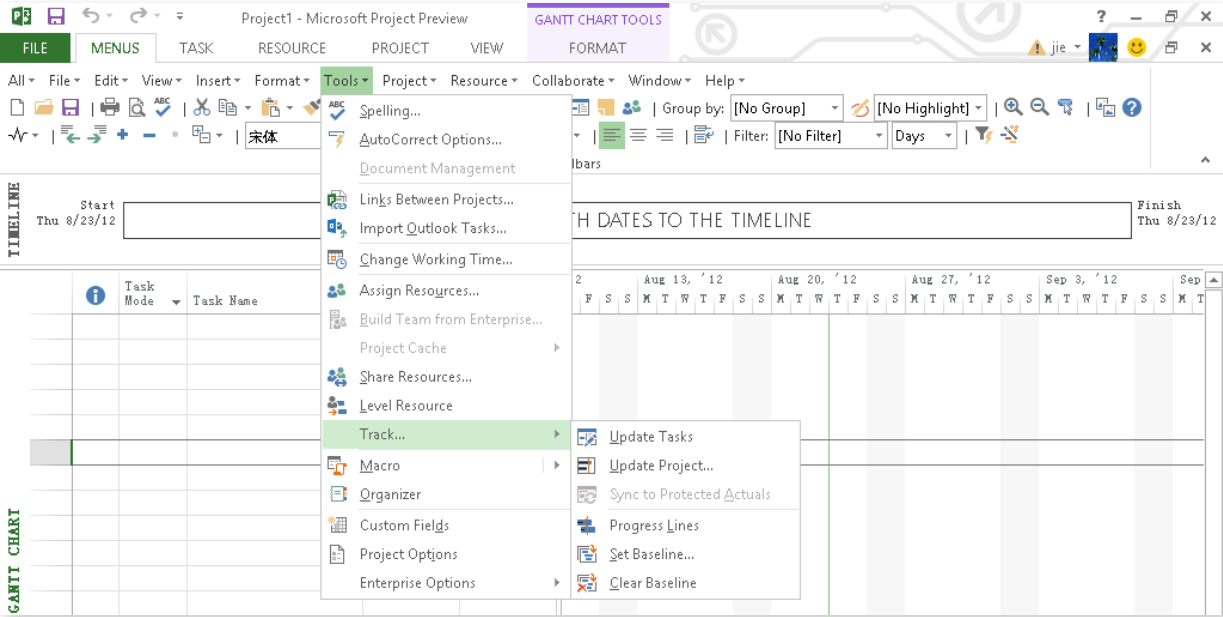 Project1 - Microsoft Project Preview
GANTT CHART TOOLS
?
FILE MENUS TASK RESOURCE PROJECT VIEW FORMAT
jie
All File Edit View Insert Format Tools Project Resource Collaborate Window Help
ABC
Group by: [No Group] [No Highlight]
宋体
Filter: [No Filter] Days
lbars
Spelling...
AutoCorrect Options...
Document Management
Links Between Projects...
Import Outlook Tasks...
Change Working Time...
Assign Resources...
Build Team from Enterprise...
Project Cache
Share Resources...
Level Resource
Track...
Macro
Organizer
Custom Fields
Project Options
Enterprise Options
Update Tasks
Update Project...
Sync to Protected Actuals
Progress Lines
Set Baseline...
Clear Baseline
TIMELINE
Start
Thu 8/23/12
TH DATES TO THE TIMELINE
Finish
Thu 8/23/12
Task
Mode
Task Name
2 Aug 13, '12 Aug 20, '12 Aug 27, '12 Sep 3, '12 Sep
F S S M T W T F S S M T W T F S S M T W T F S S M T W T F S S M T
GANTT CHART